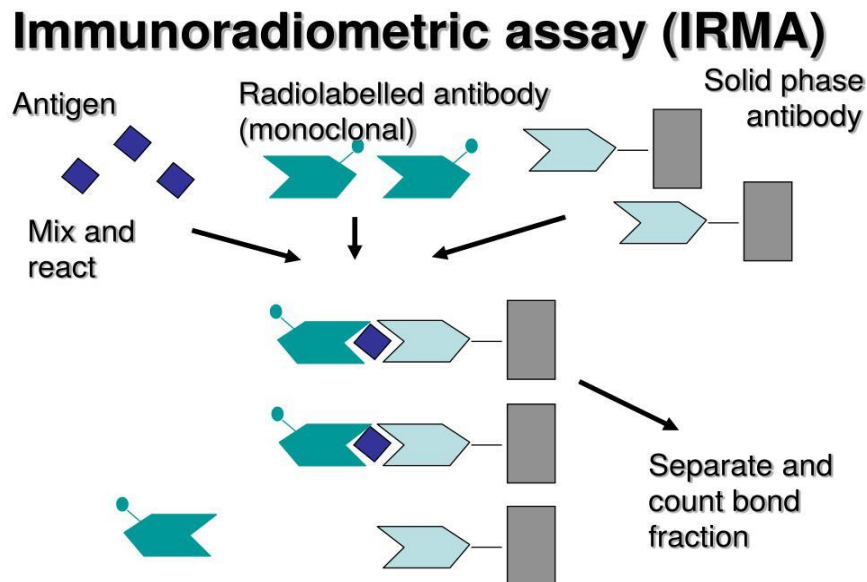 Immunoradiometric assay (IRMA)
Antigen
Radiolabelled antibody
(monoclonal)
Solid phase
antibody
Mix and
react
Separate and
count bond
fraction